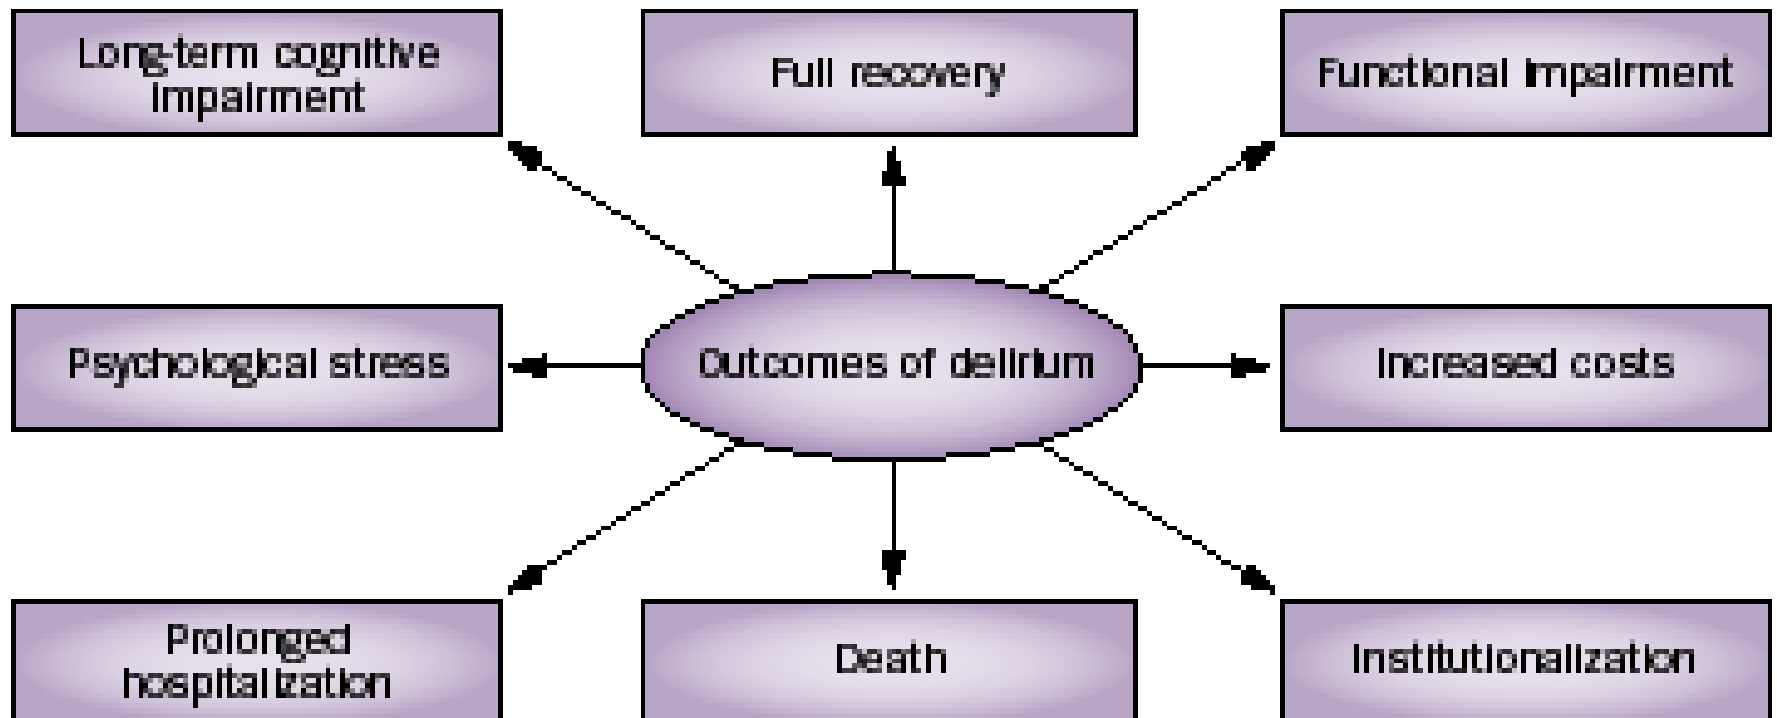 Long-term cognitive
impairment
Full recovery
Functional impairment
Psychological stress
Outcomes of delirium
Increased costs
Prolonged
hospitalization
Death
Institutionalization